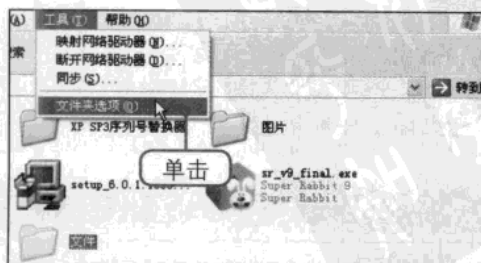 (A) 工具(T) 帮助(H)
映射网络驱动器(N)...
断开网络驱动器(D)...
同步(S)...
索
文件夹选项(O)
转到
XP SP3序列号替换器
图片
单击
setup_6.0.1.
sr_v9_final.exe
Super Rabbit 9
Super Rabbit
文件